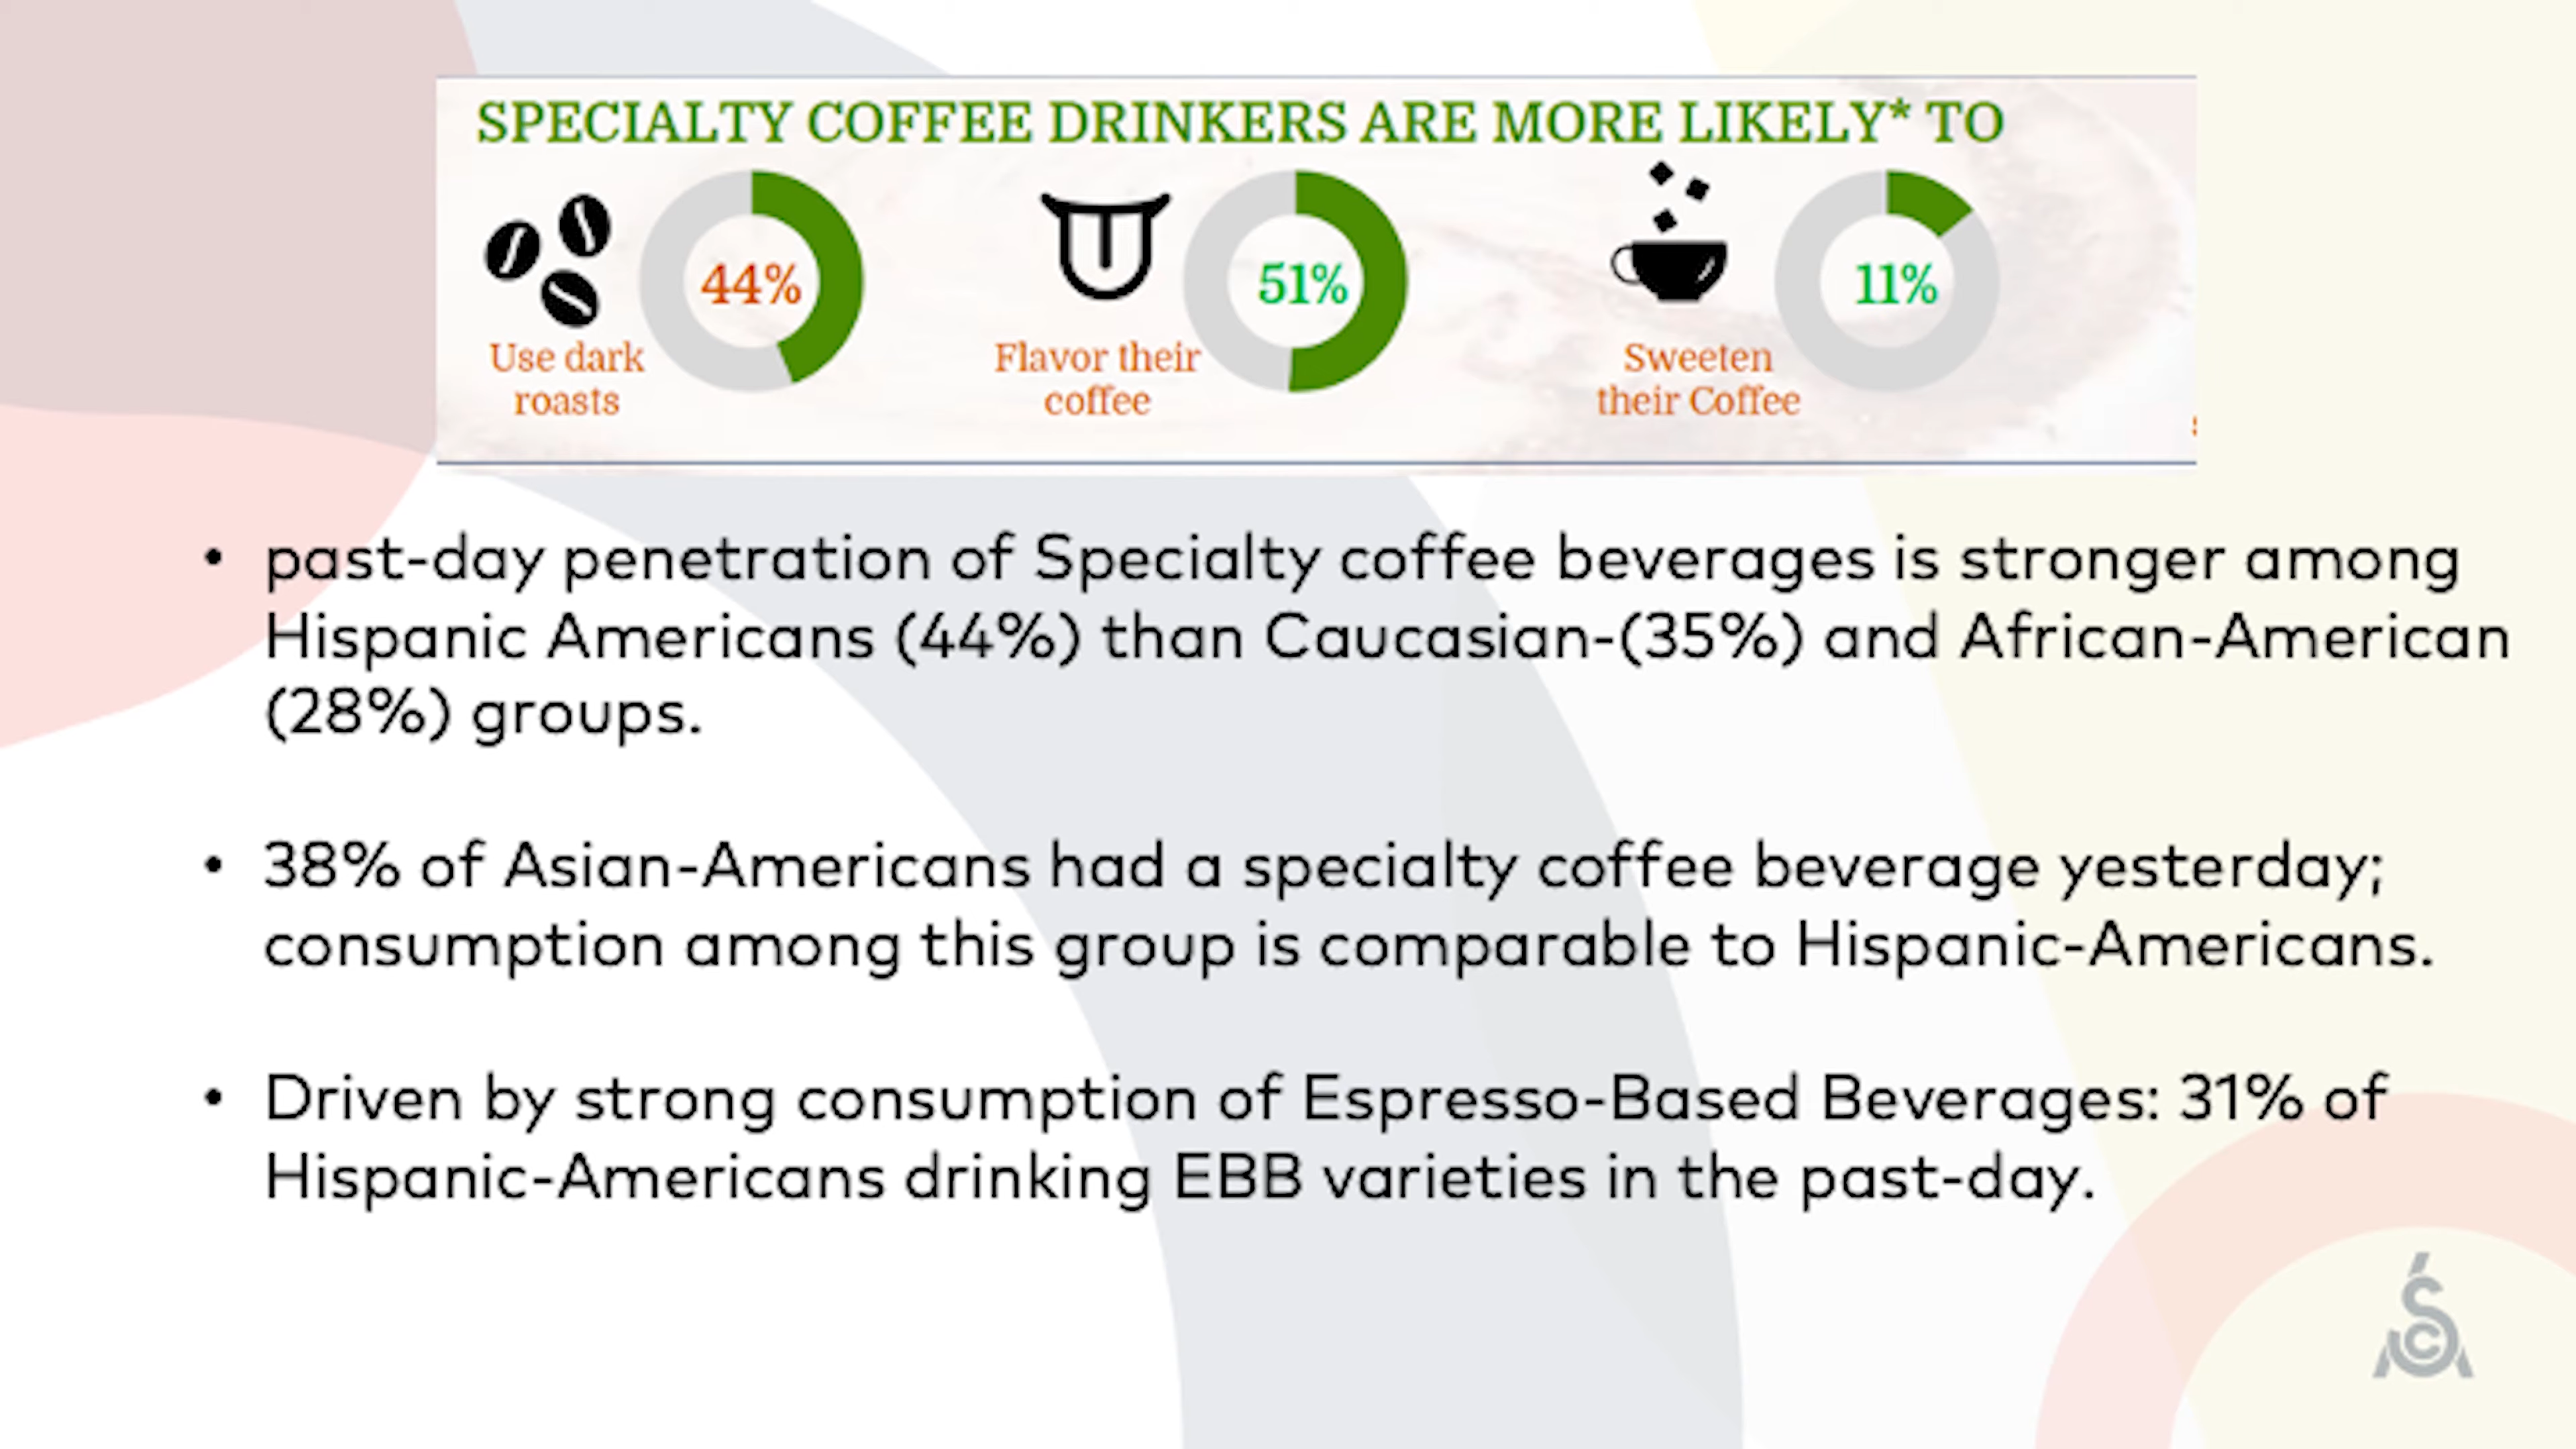 SPECIALTY COFFEE DRINKERS ARE MORE LIKELY* TO
44%
Use dark
roasts
51%
Flavor their
coffee
11%
Sweeten
their Coffee
• past-day penetration of Specialty coffee beverages is stronger among
Hispanic Americans (44%) than Caucasian-(35%) and African-American
(28%) groups.
• 38% of Asian-Americans had a specialty coffee beverage yesterday;
consumption among this group is comparable to Hispanic-Americans.
• Driven by strong consumption of Espresso-Based Beverages: 31% of
Hispanic-Americans drinking EBB varieties in the past-day.
SCA